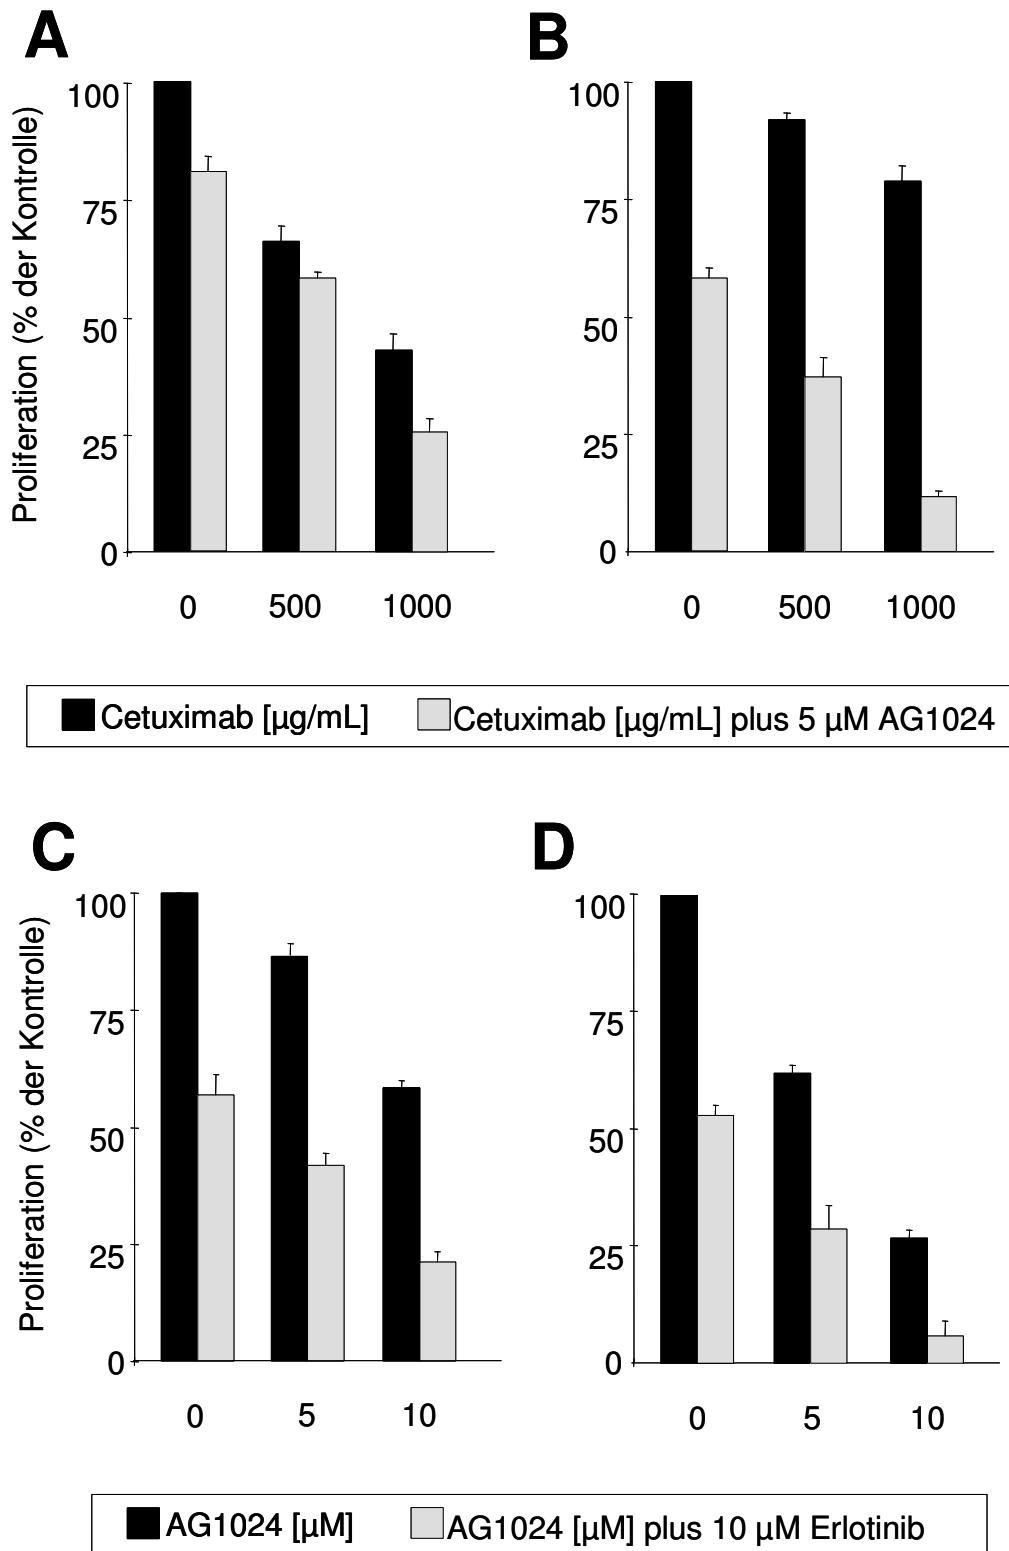 A
B
Proliferation (% der Kontrolle)
100
75
50
25
0
0 500 1000
100
75
50
25
0
0 500 1000
Cetuximab [µg/mL] Cetuximab [µg/mL] plus 5 µM AG1024
C
D
Proliferation (% der Kontrolle)
100
75
50
25
0
0 5 10
100
75
50
25
0
0 5 10
AG1024 [µM] AG1024 [µM] plus 10 µM Erlotinib